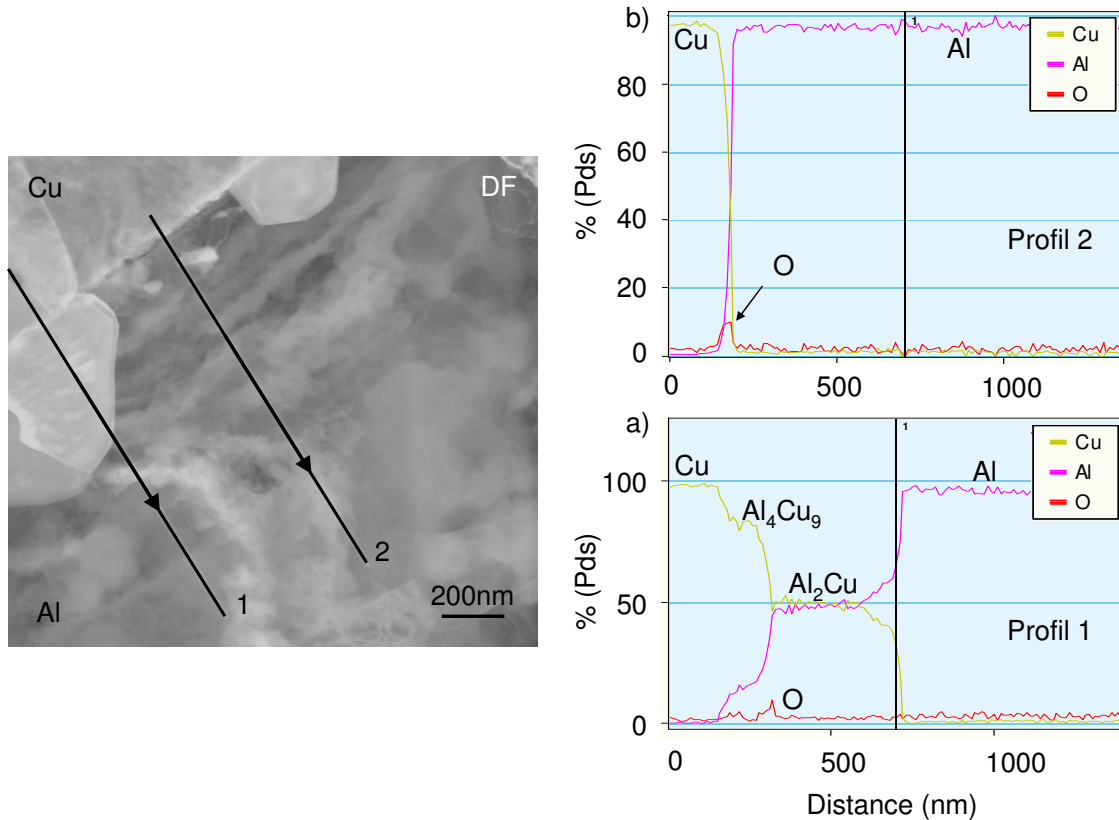 Cu
DF
2
1
Al
200nm
b)
Cu
1
Al
Cu
Al
O
80
60
40
20
0
% (Pds)
O
Profil 2
0
500
1000
a)
Cu
1
Al
Cu
Al
O
100
50
0
% (Pds)
Al4Cu9
Al2Cu
O
Profil 1
0
500
1000
Distance (nm)